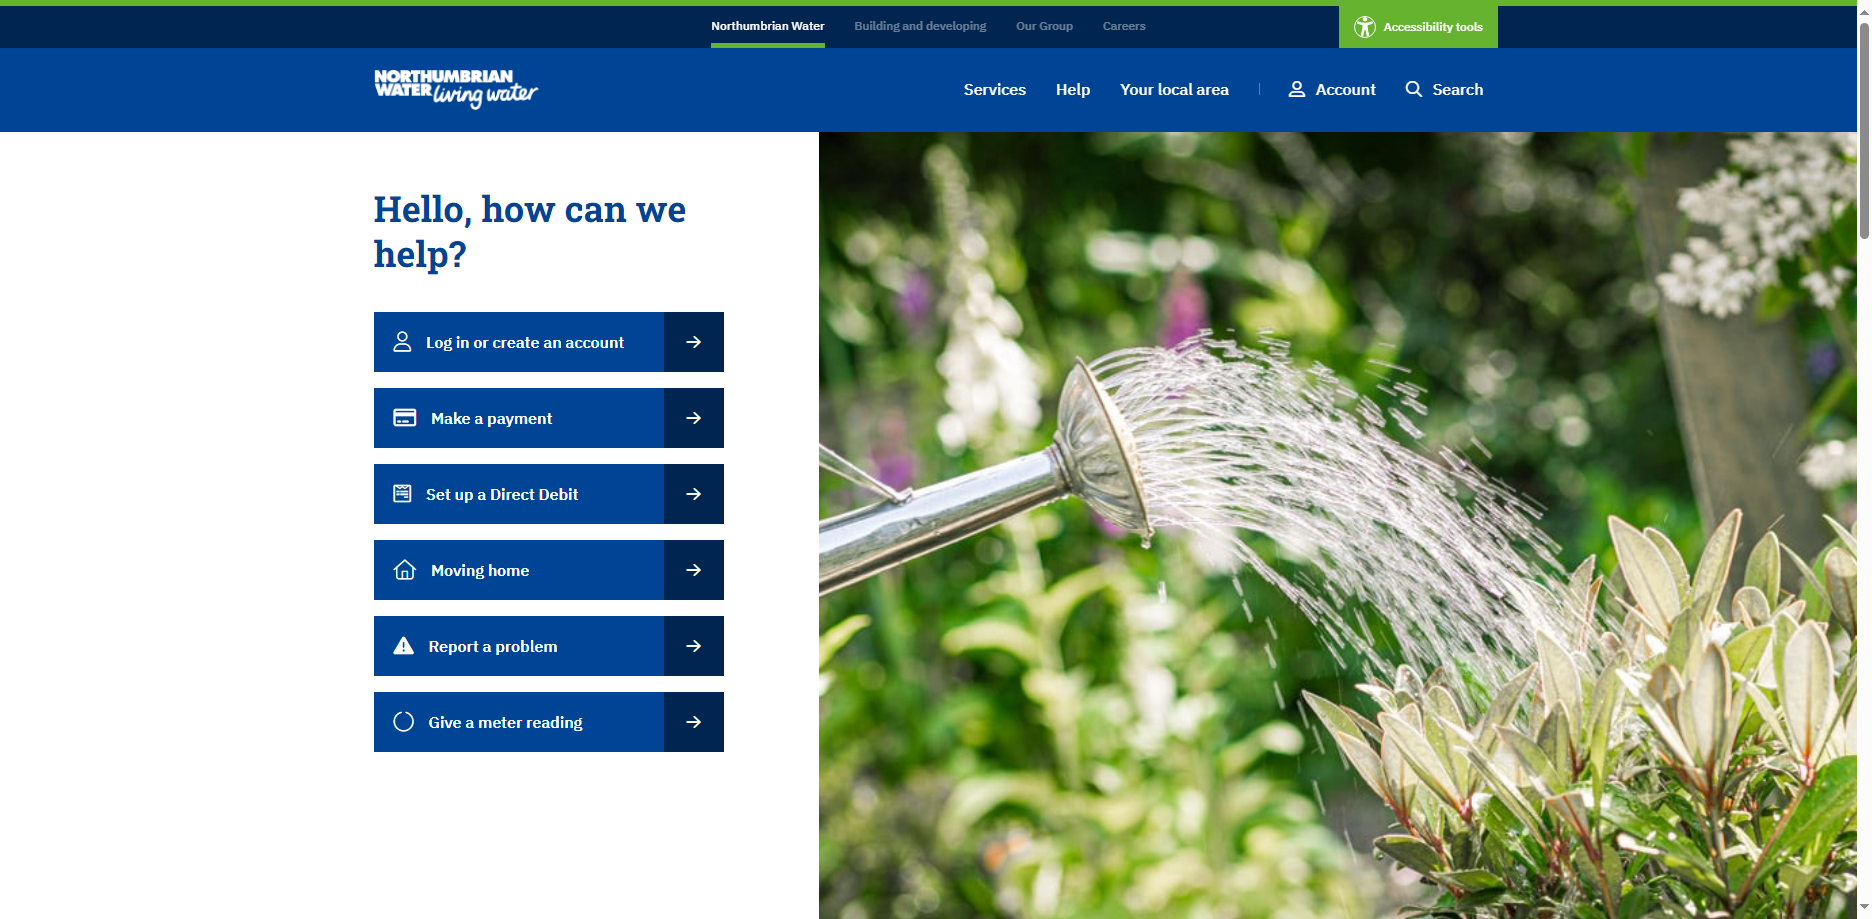 Northumbrian Water
Building and developing
Our Group
Careers
Accessibility tools
NORTHUMBRIAN
WATER living water
Services
Help
Your local area
Account
Search
Hello, how can we
help?
Log in or create an account
Make a payment
Set up a Direct Debit
Moving home
Report a problem
Give a meter reading